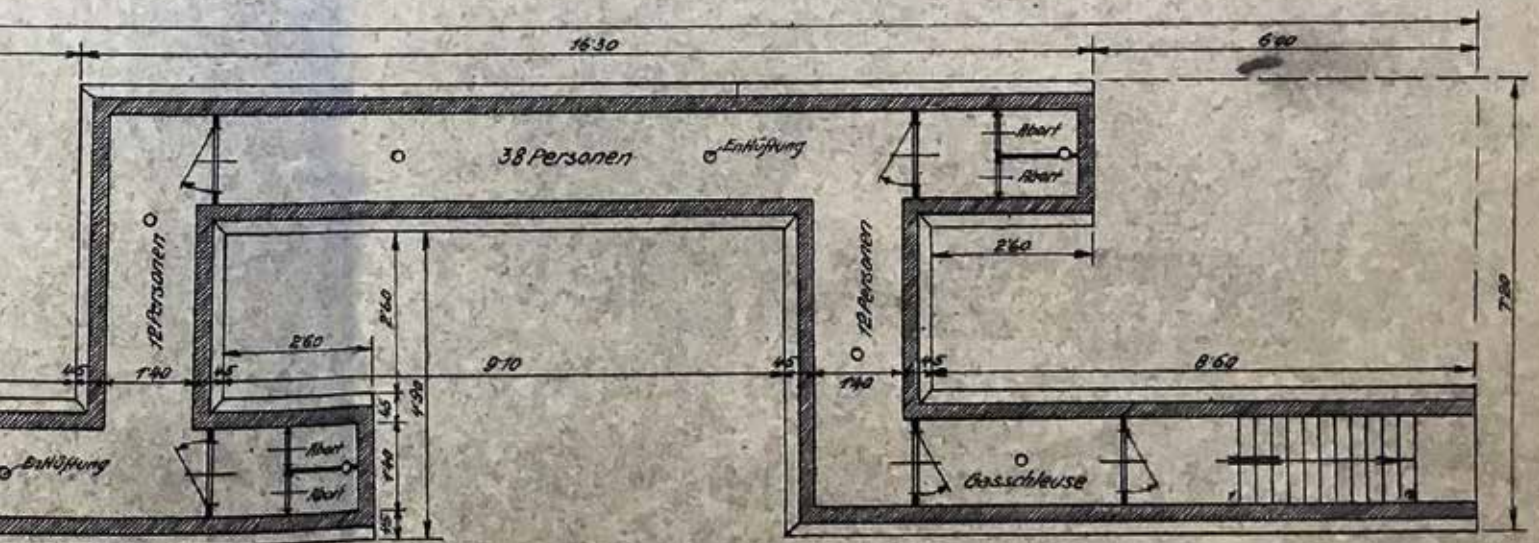 16·30
6·00
38 Personen
Entlüftung
Abort
Abort
12 Personen
2·60
2·60
12 Personen
2·60
7·20
45
1·40
45
9·10
45
1·40
45
8·60
45
4·90
Entlüftung
Abort
Abort
1·40
45
Gasschleuse